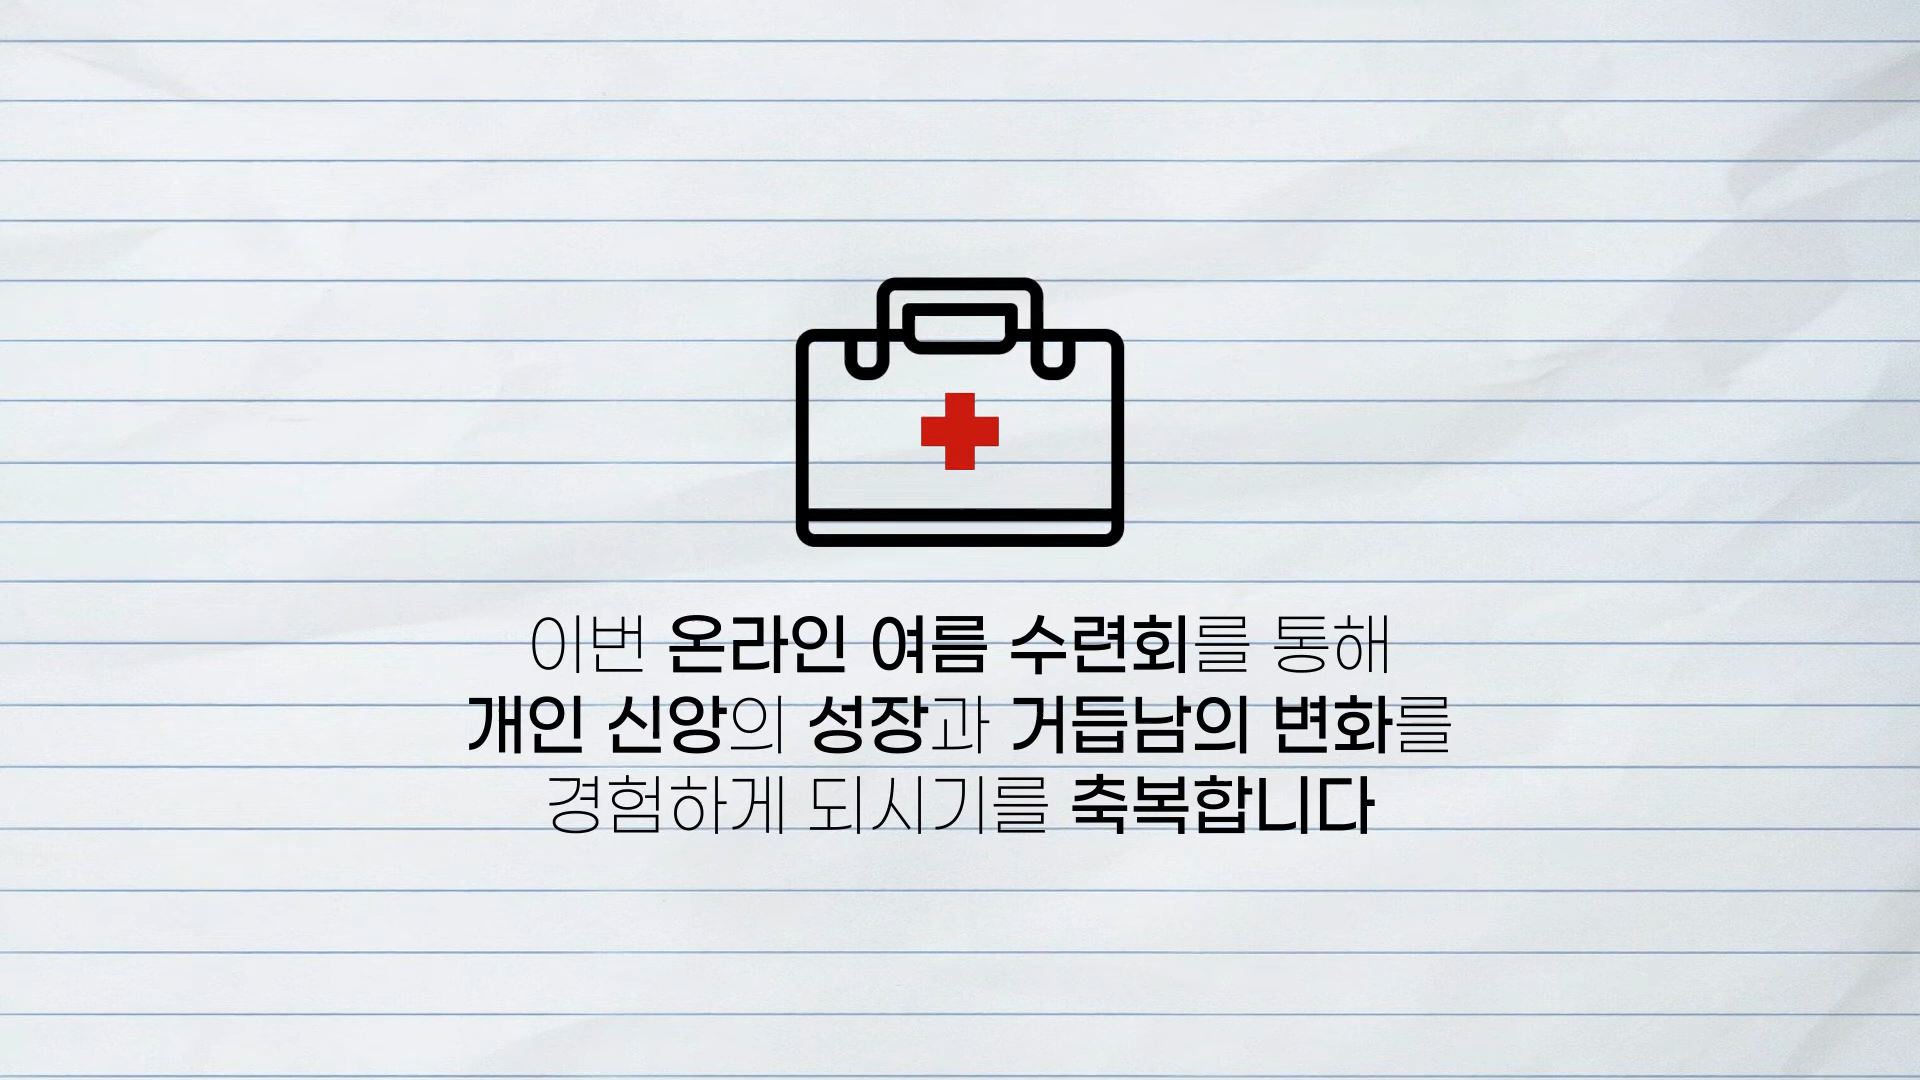 이번 온라인 여름 수련회를 통해
개인 신앙의 성장과 거듭남의 변화를
경험하게 되시기를 축복합니다